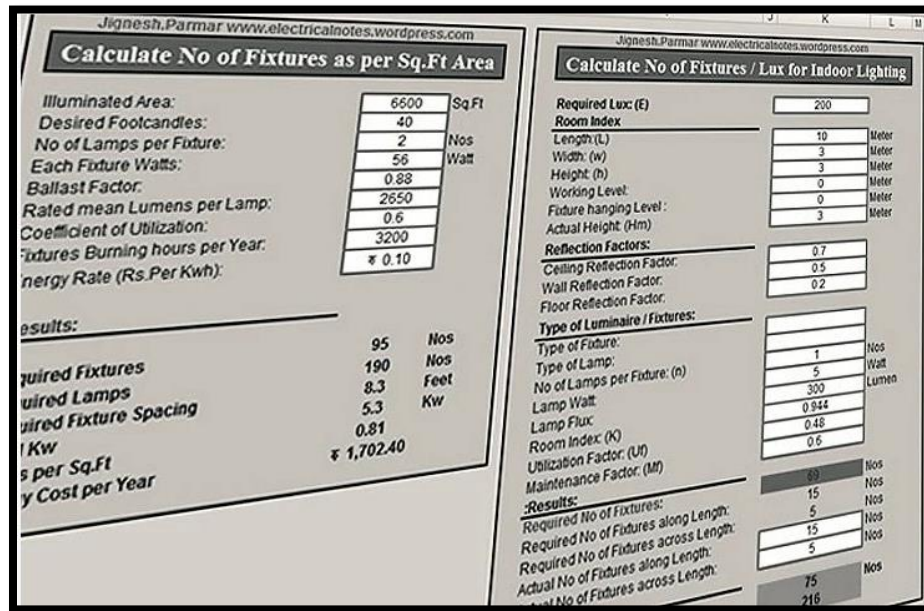 Jignesh.Parmar www.electricalnotes.wordpress.com
Calculate No of Fixtures as per Sq.Ft Area
Illuminated Area: 6600 Sq.Ft
Desired Footcandles: 40
No of Lamps per Fixture: 2 Nos
Each Fixture Watts: 56 Watt
Ballast Factor: 0.88
Rated mean Lumens per Lamp: 2650
Coefficient of Utilization: 0.6
ixtures Burning hours per Year: 3200
nergy Rate (Rs.Per Kwh): ₹ 0.10
esults:
quired Fixtures 95 Nos
quired Lamps 190 Nos
uired Fixture Spacing 8.3 Feet
Kw 5.3 Kw
s per Sq.Ft 0.81
y Cost per Year ₹ 1,702.40
J K L M
Jignesh.Parmar www.electricalnotes.wordpress.com
Calculate No of Fixtures / Lux for Indoor Lighting
Required Lux: (E) 200
Room Index
Length:(L) 10 Meter
Width: (w) 3 Meter
Height: (h) 3 Meter
Working Level: 0 Meter
Fixture hanging Level : 0 Meter
Actual Height: (Hm) 3 Meter
Reflection Factors:
Ceiling Reflection Factor: 0.7
Wall Reflection Factor: 0.5
Floor Reflection Factor: 0.2
Type of Luminaire / Fixtures:
Type of Fixture:
Type of Lamp:
No of Lamps per Fixture: (n) 1 Nos
Lamp Watt: 5 Watt
Lamp Flux: 300 Lumen
Room Index: (K) 0.944
Utilization Factor: (Uf) 0.48
Maintenance Factor: (Mf) 0.6
:Results:
Required No of Fixtures: 69 Nos
Required No of Fixtures along Length: 15 Nos
Required No of Fixtures across Length: 5 Nos
Actual No of Fixtures along Length: 15 Nos
al No of Fixtures across Length: 5 Nos
75 Nos
216